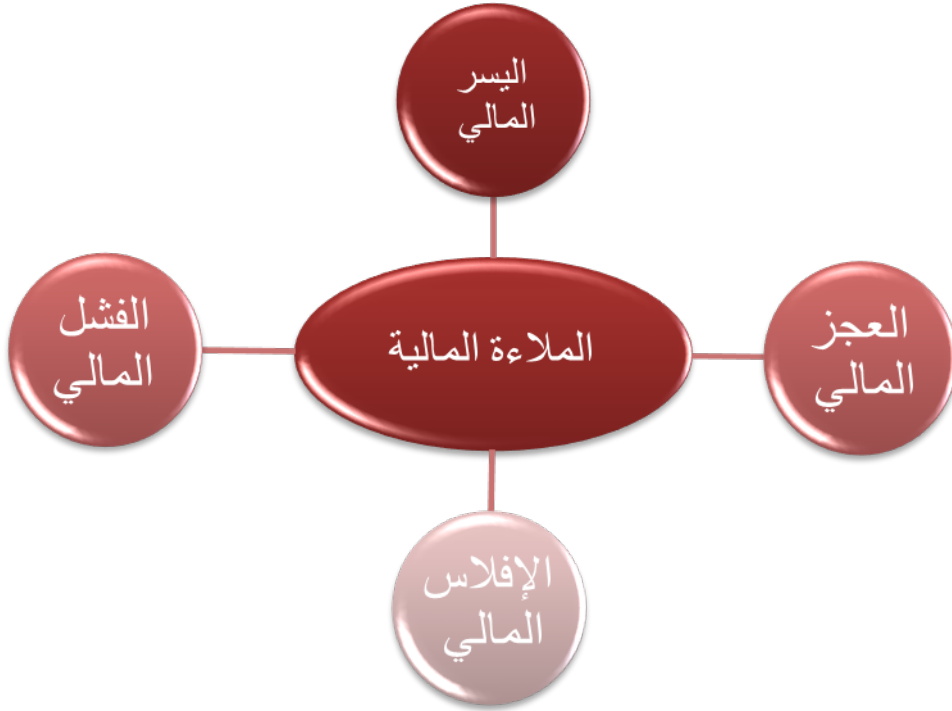 اليسر
المالي
العجز
المالي
الملاءة المالية
الفشل
المالي
الإفلاس
المالي